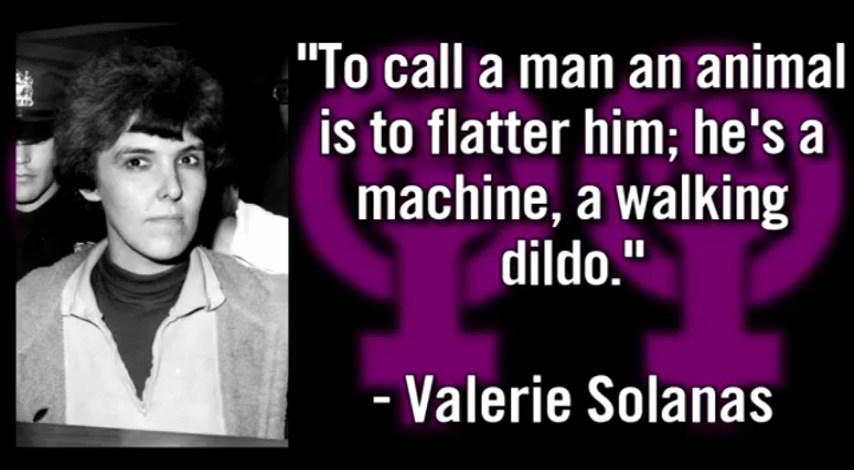 "To call a man an animal
is to flatter him; he's a
machine, a walking
dildo."
- Valerie Solanas